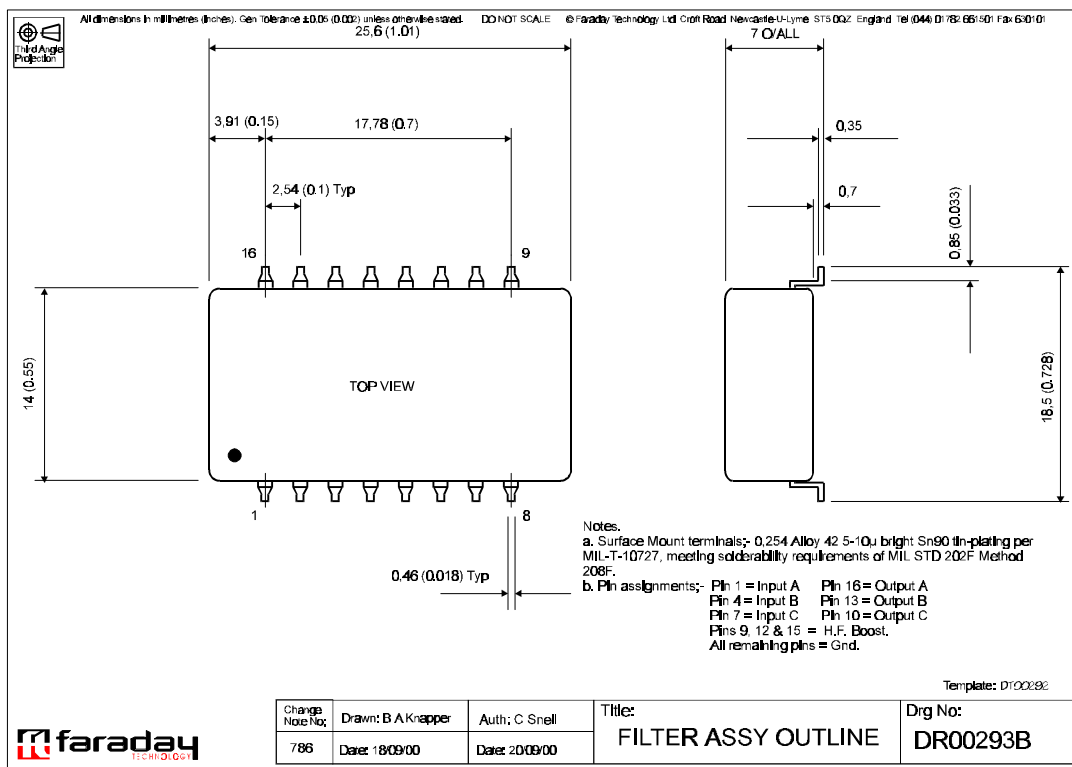 All dimensions in millimetres (inches). Gen Tolerance ±0.05 (0.002) unless otherwise stated. DO NOT SCALE © Faraday Technology Ltd Croft Road Newcastle-U-Lyme ST5 0QZ England Tel (044) 01782 661501 Fax 630101
Third Angle
Projection
25,6 (1.01)
7 O/ALL
3,91 (0.15)
17,78 (0.7)
0,35
2,54 (0.1) Typ
0,7
0,85 (0.033)
16
9
14 (0.55)
TOP VIEW
18,5 (0.728)
1
8
0,46 (0.018) Typ
Notes.
a. Surface Mount terminals;- 0,254 Alloy 42 5-10µ bright Sn90 tin-plating per
MIL-T-10727, meeting solderability requirements of MIL STD 202F Method
208F.
b. Pin assignments;- Pin 1 = Input A Pin 16 = Output A
Pin 4 = Input B Pin 13 = Output B
Pin 7 = Input C Pin 10 = Output C
Pins 9, 12 & 15 = H.F. Boost.
All remaining pins = Gnd.
Template: DT00292
Change
Note No;
Drawn: B A Knapper
Auth; C Snell
Title:
Drg No:
786
Date: 18/09/00
Date: 20/09/00
FILTER ASSY OUTLINE
DR00293B
faraday
TECHNOLOGY